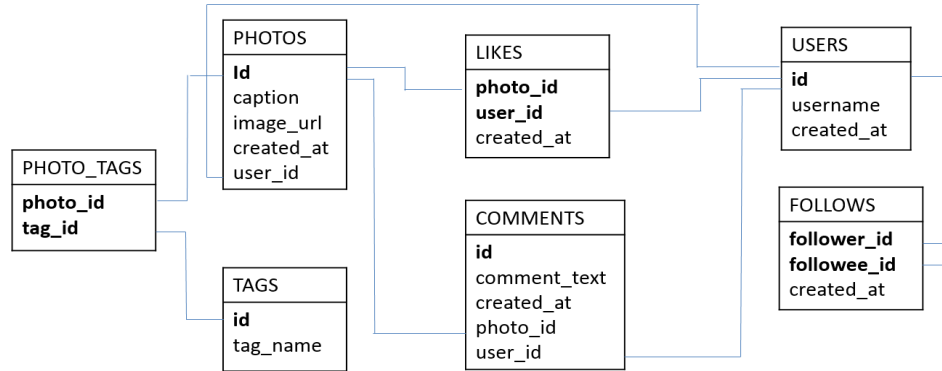 PHOTOS
Id
caption
image_url
created_at
user_id
LIKES
photo_id
user_id
created_at
USERS
id
username
created_at
PHOTO_TAGS
photo_id
tag_id
COMMENTS
id
comment_text
created_at
photo_id
user_id
FOLLOWS
follower_id
followee_id
created_at
TAGS
id
tag_name